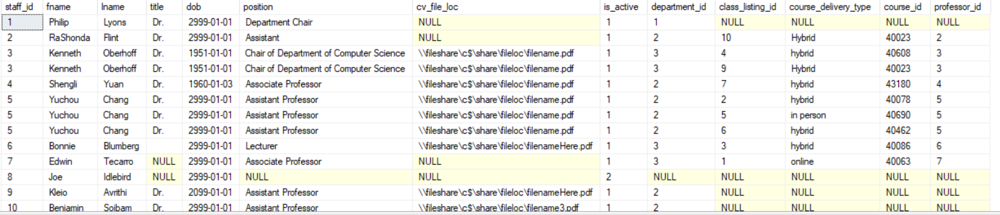 staff_id fname lname title dob position cv_file_loc is_active department_id class_listing_id course_delivery_type course_id professor_id
1 Philip Lyons Dr. 2999-01-01 Department Chair NULL 1 1 NULL NULL NULL NULL
2 RaShonda Flint Dr. 2999-01-01 Assistant NULL 1 2 10 Hybrid 40023 2
3 Kenneth Oberhoff Dr. 1951-01-01 Chair of Department of Computer Science \\fileshare\c$\share\fileloc\filename.pdf 1 3 4 hybrid 40608 3
3 Kenneth Oberhoff Dr. 1951-01-01 Chair of Department of Computer Science \\fileshare\c$\share\fileloc\filename.pdf 1 3 9 Hybrid 40023 3
4 Shengli Yuan Dr. 1960-01-03 Associate Professor \\fileshare\c$\share\fileloc\filename.pdf 1 2 7 hybrid 43180 4
5 Yuchou Chang Dr. 2999-01-01 Assistant Professor \\fileshare\c$\share\fileloc\filename.pdf 1 2 2 hybrid 40078 5
5 Yuchou Chang Dr. 2999-01-01 Assistant Professor \\fileshare\c$\share\fileloc\filename.pdf 1 2 5 in person 40690 5
5 Yuchou Chang Dr. 2999-01-01 Assistant Professor \\fileshare\c$\share\fileloc\filename.pdf 1 2 6 hybrid 40462 5
6 Bonnie Blumberg 2999-01-01 Lecturer \\fileshare\c$\share\fileloc\filenameHere.pdf 1 3 3 hybrid 40086 6
7 Edwin Tecarro NULL 2999-01-01 Associate Professor NULL 1 3 1 online 40063 7
8 Joe Idlebird NULL 2999-01-01 NULL NULL 2 NULL NULL NULL NULL NULL
9 Kleio Avrithi Dr. 2099-01-01 Assistant Professor \\fileshare\c$\share\fileloc\filenameHere.pdf 1 2 NULL NULL NULL NULL
10 Benjamin Soibam Dr. 2999-01-01 Assistant Professor \\fileshare\c$\share\fileloc\filename3.pdf 1 2 NULL NULL NULL NULL